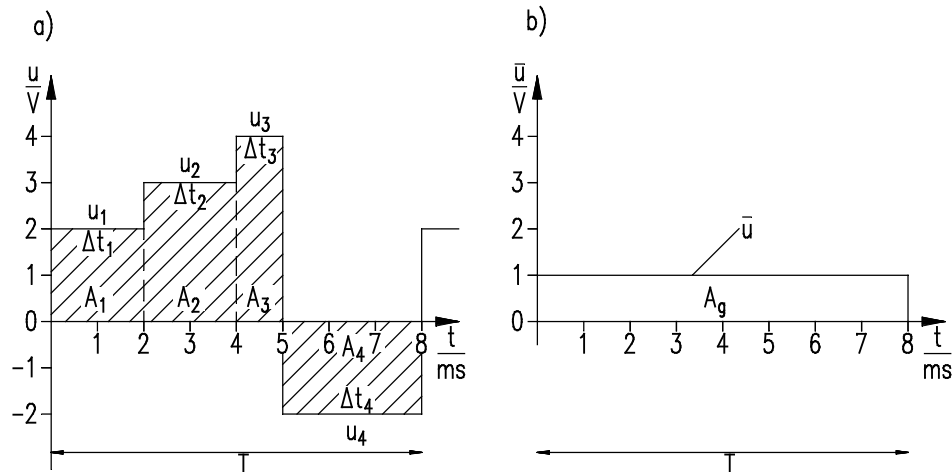 a)
u
V
4
3
2
1
0
-1
-2
u1
Δt1
A1
u2
Δt2
A2
u3
Δt3
A3
A4
Δt4
u4
1 2 3 4 5 6 7 8
t
ms
T
b)
ū
V
4
3
2
1
0
ū
Ag
1 2 3 4 5 6 7 8
t
ms
T